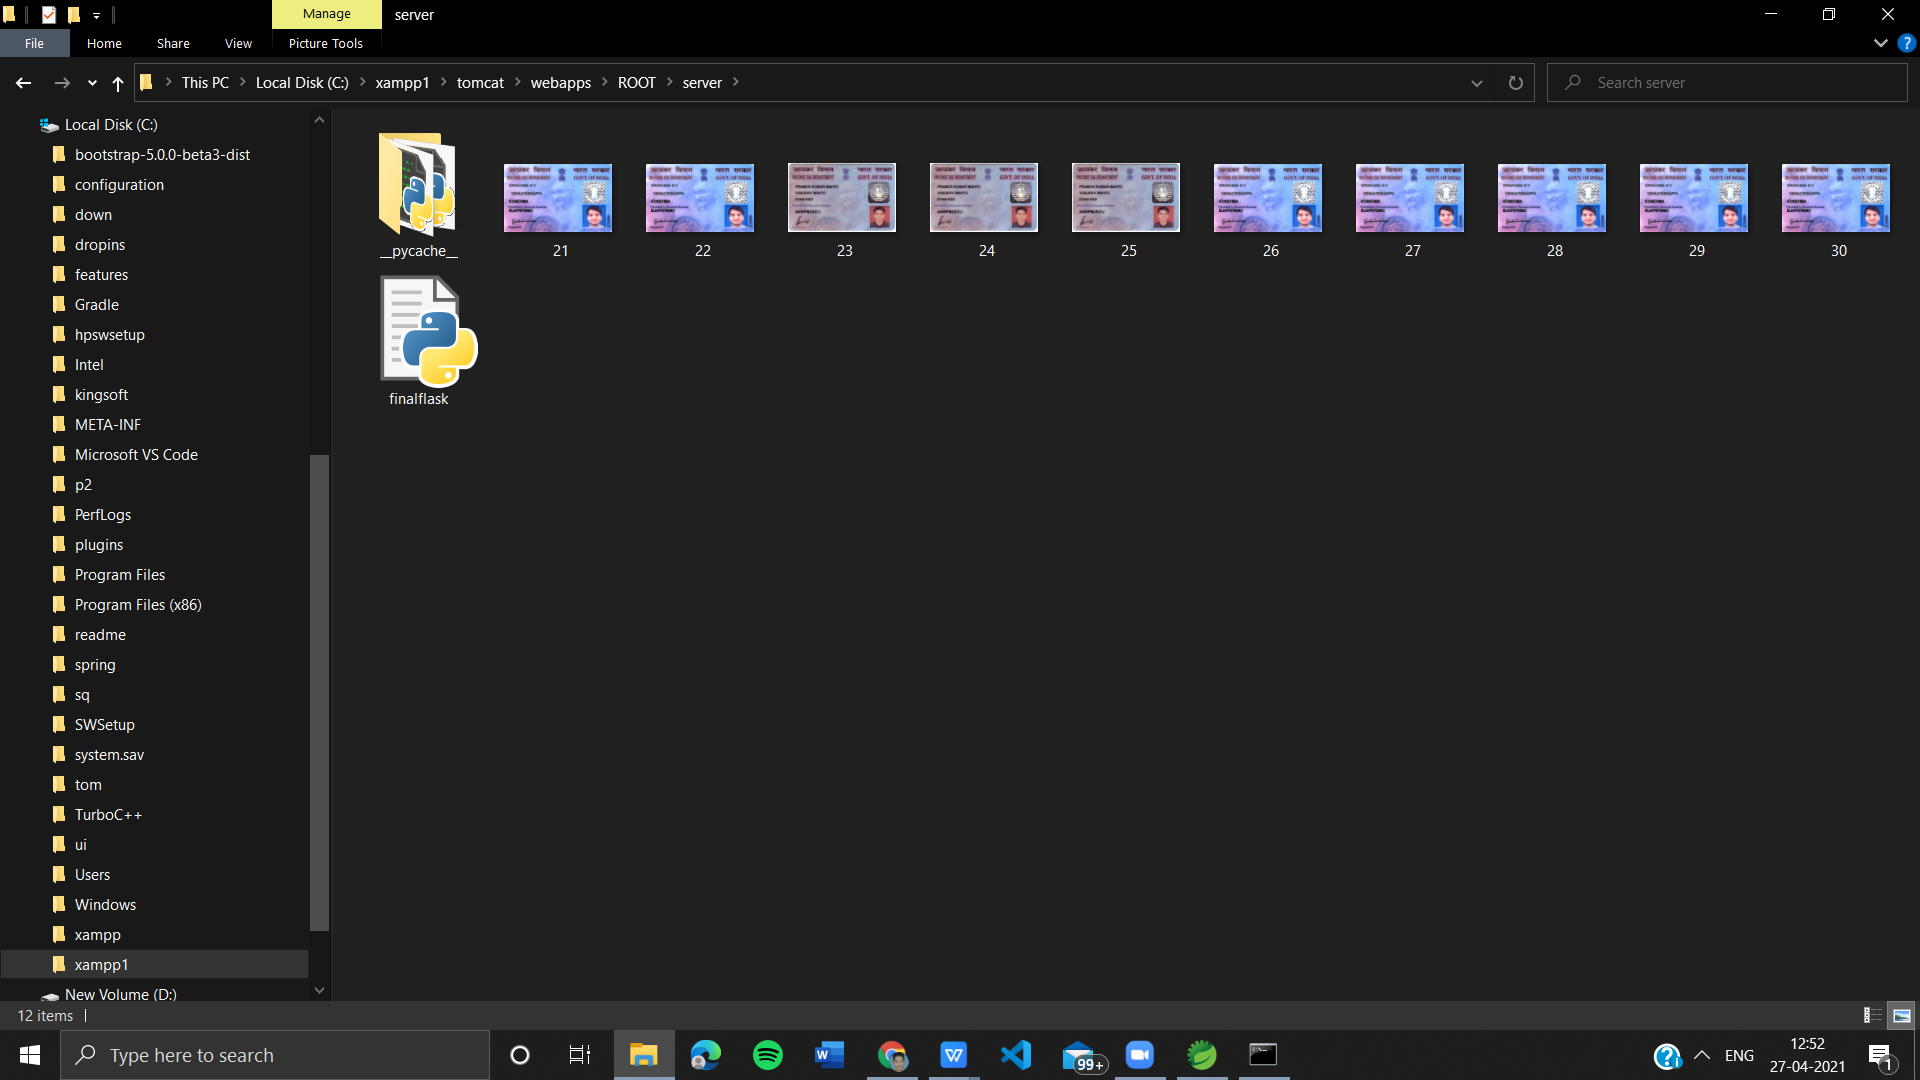 Manage
server
File
Home
Share
View
Picture Tools
This PC
Local Disk (C:)
xampp1
tomcat
webapps
ROOT
server
Search server
Local Disk (C:)
bootstrap-5.0.0-beta3-dist
configuration
down
dropins
features
Gradle
hpswsetup
Intel
kingsoft
META-INF
Microsoft VS Code
p2
PerfLogs
plugins
Program Files
Program Files (x86)
readme
spring
sq
SWSetup
system.sav
tom
TurboC++
ui
Users
Windows
xampp
xampp1
New Volume (D:)
__pycache__
21
22
23
24
25
26
27
28
29
30
finalflask
12 items
Type here to search
99+
ENG
12:52
27-04-2021
1